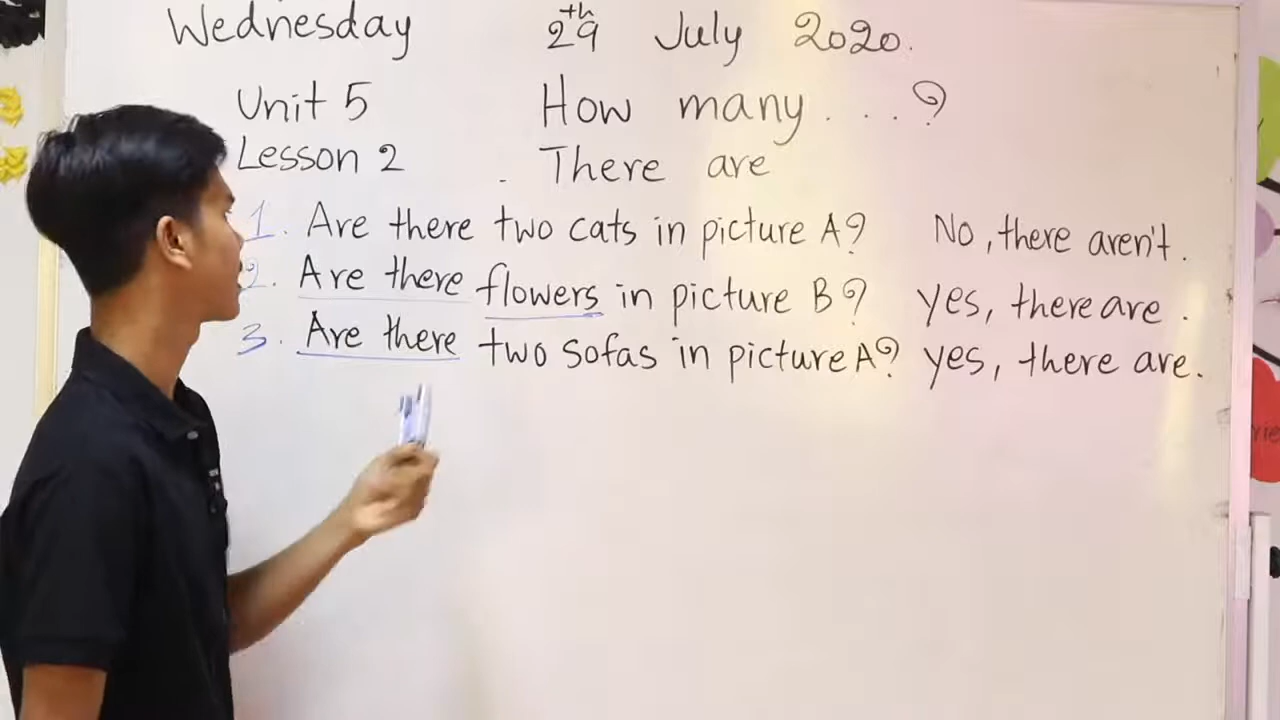 Wednesday 29th July 2020.
Unit 5 How many . . . ?
Lesson 2 There are
1. Are there two cats in picture A? No, there aren't.
2. Are there flowers in picture B? yes, there are.
3. Are there two sofas in picture A? yes, there are.